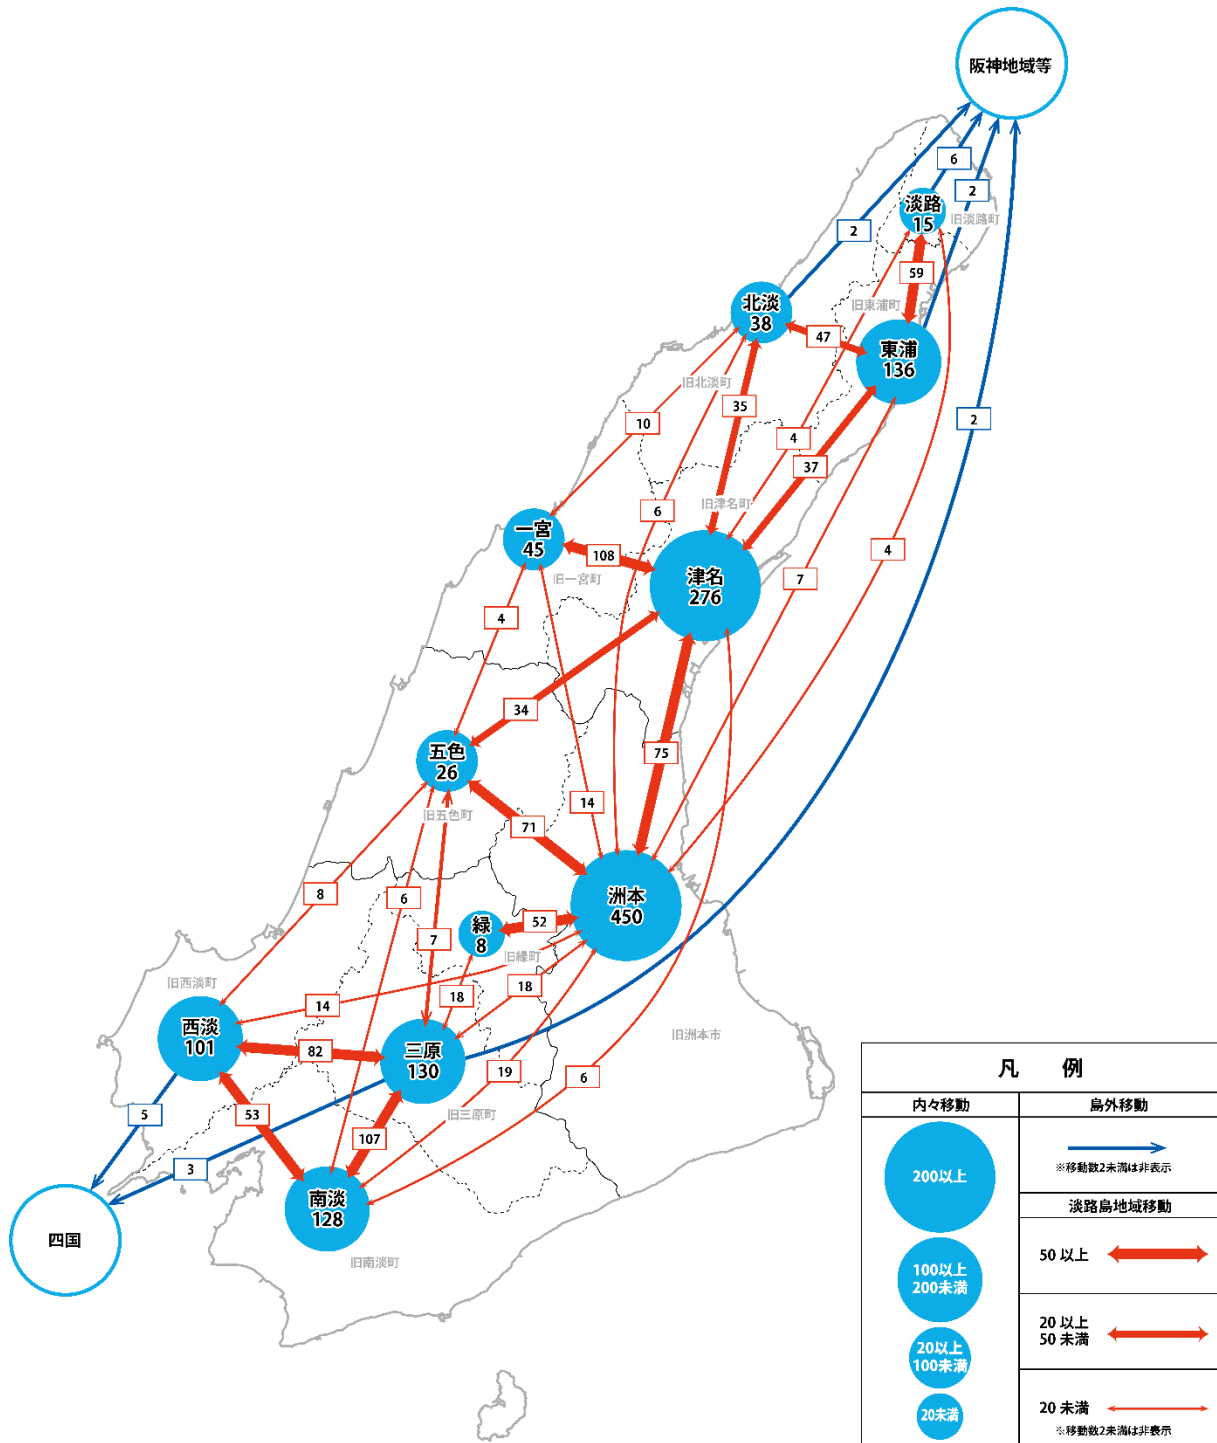 阪神地域等
6
淡路
15
2
旧淡路町
2
59
旧東浦町
北淡
38
47
東浦
136
旧北淡町
35
2
10
4
37
旧津名町
6
一宮
45
108
4
津名
276
7
旧一宮町
4
34
五色
26
75
14
旧五色町
71
8
6
洲本
450
緑
8
52
7
旧緑町
旧西淡町
14
18
18
西淡
101
82
三原
130
旧洲本市
19
6
5
53
旧三原町
107
3
南淡
128
四国
旧南淡町
凡 例
内々移動
島外移動
200以上
※移動数2未満は非表示
淡路島地域移動
100以上
200未満
50 以上
20 以上
50 未満
20以上
100未満
20未満
20 未満
※移動数2未満は非表示